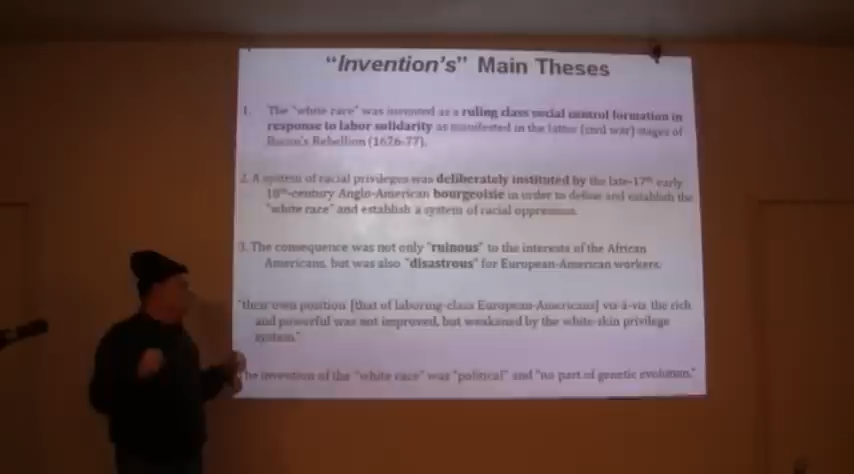 "Invention's" Main Theses
1. The "white race" was invented as a ruling class social control formation in
response to labor solidarity as manifested in the latter (civil war) stages of
Bacon's Rebellion (1676-77).
2. A system of racial privileges was deliberately instituted by the late-17th early
18th-century Anglo-American bourgeoisie in order to define and establish the
"white race" and establish a system of racial oppression.
3. The consequence was not only "ruinous" to the interests of the African
Americans, but was also "disastrous" for European-American workers.
"their own position [that of laboring-class European-Americans] vis-à-vis the rich
and powerful was not improved, but weakened by the white-skin privilege
system."
he invention of the "white race" was "political" and "no part of genetic evolution."